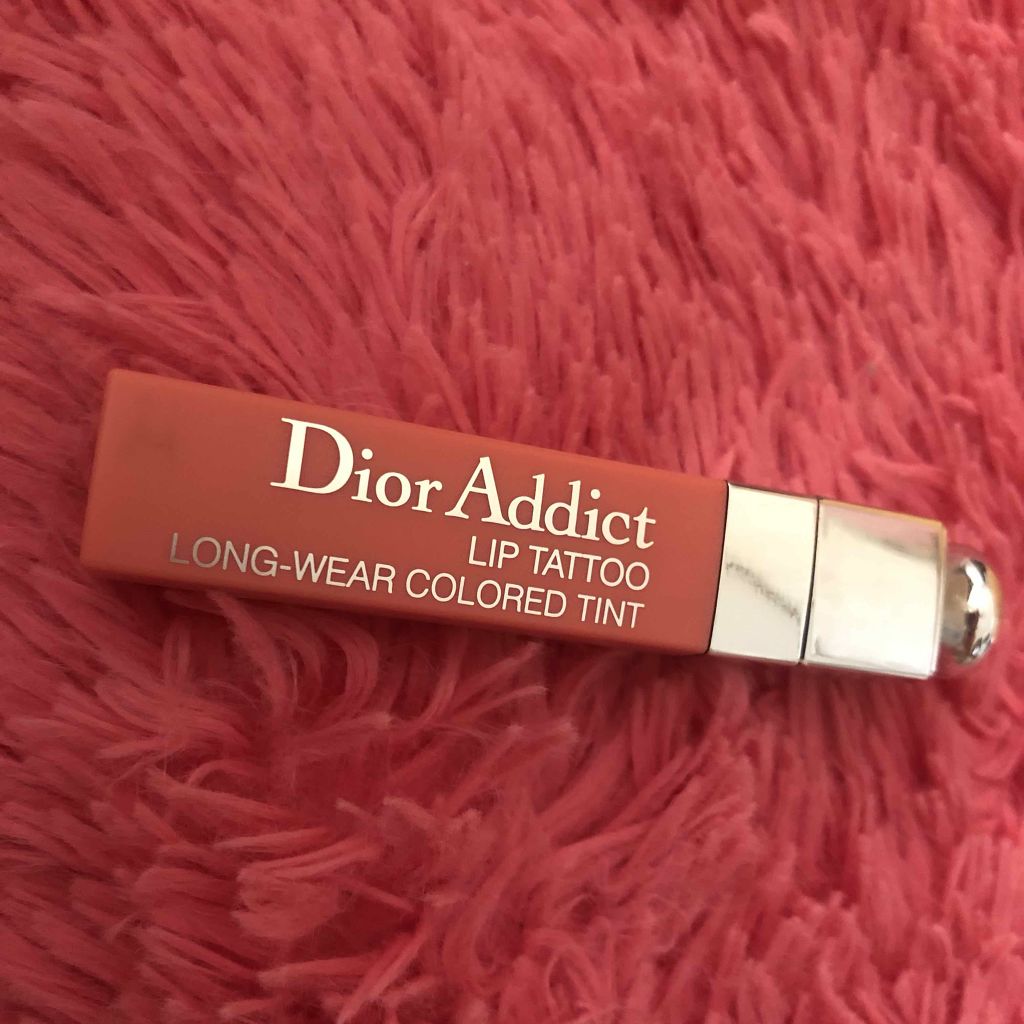 Dior Addict
LIP TATTOO
LONG-WEAR COLORED TINT